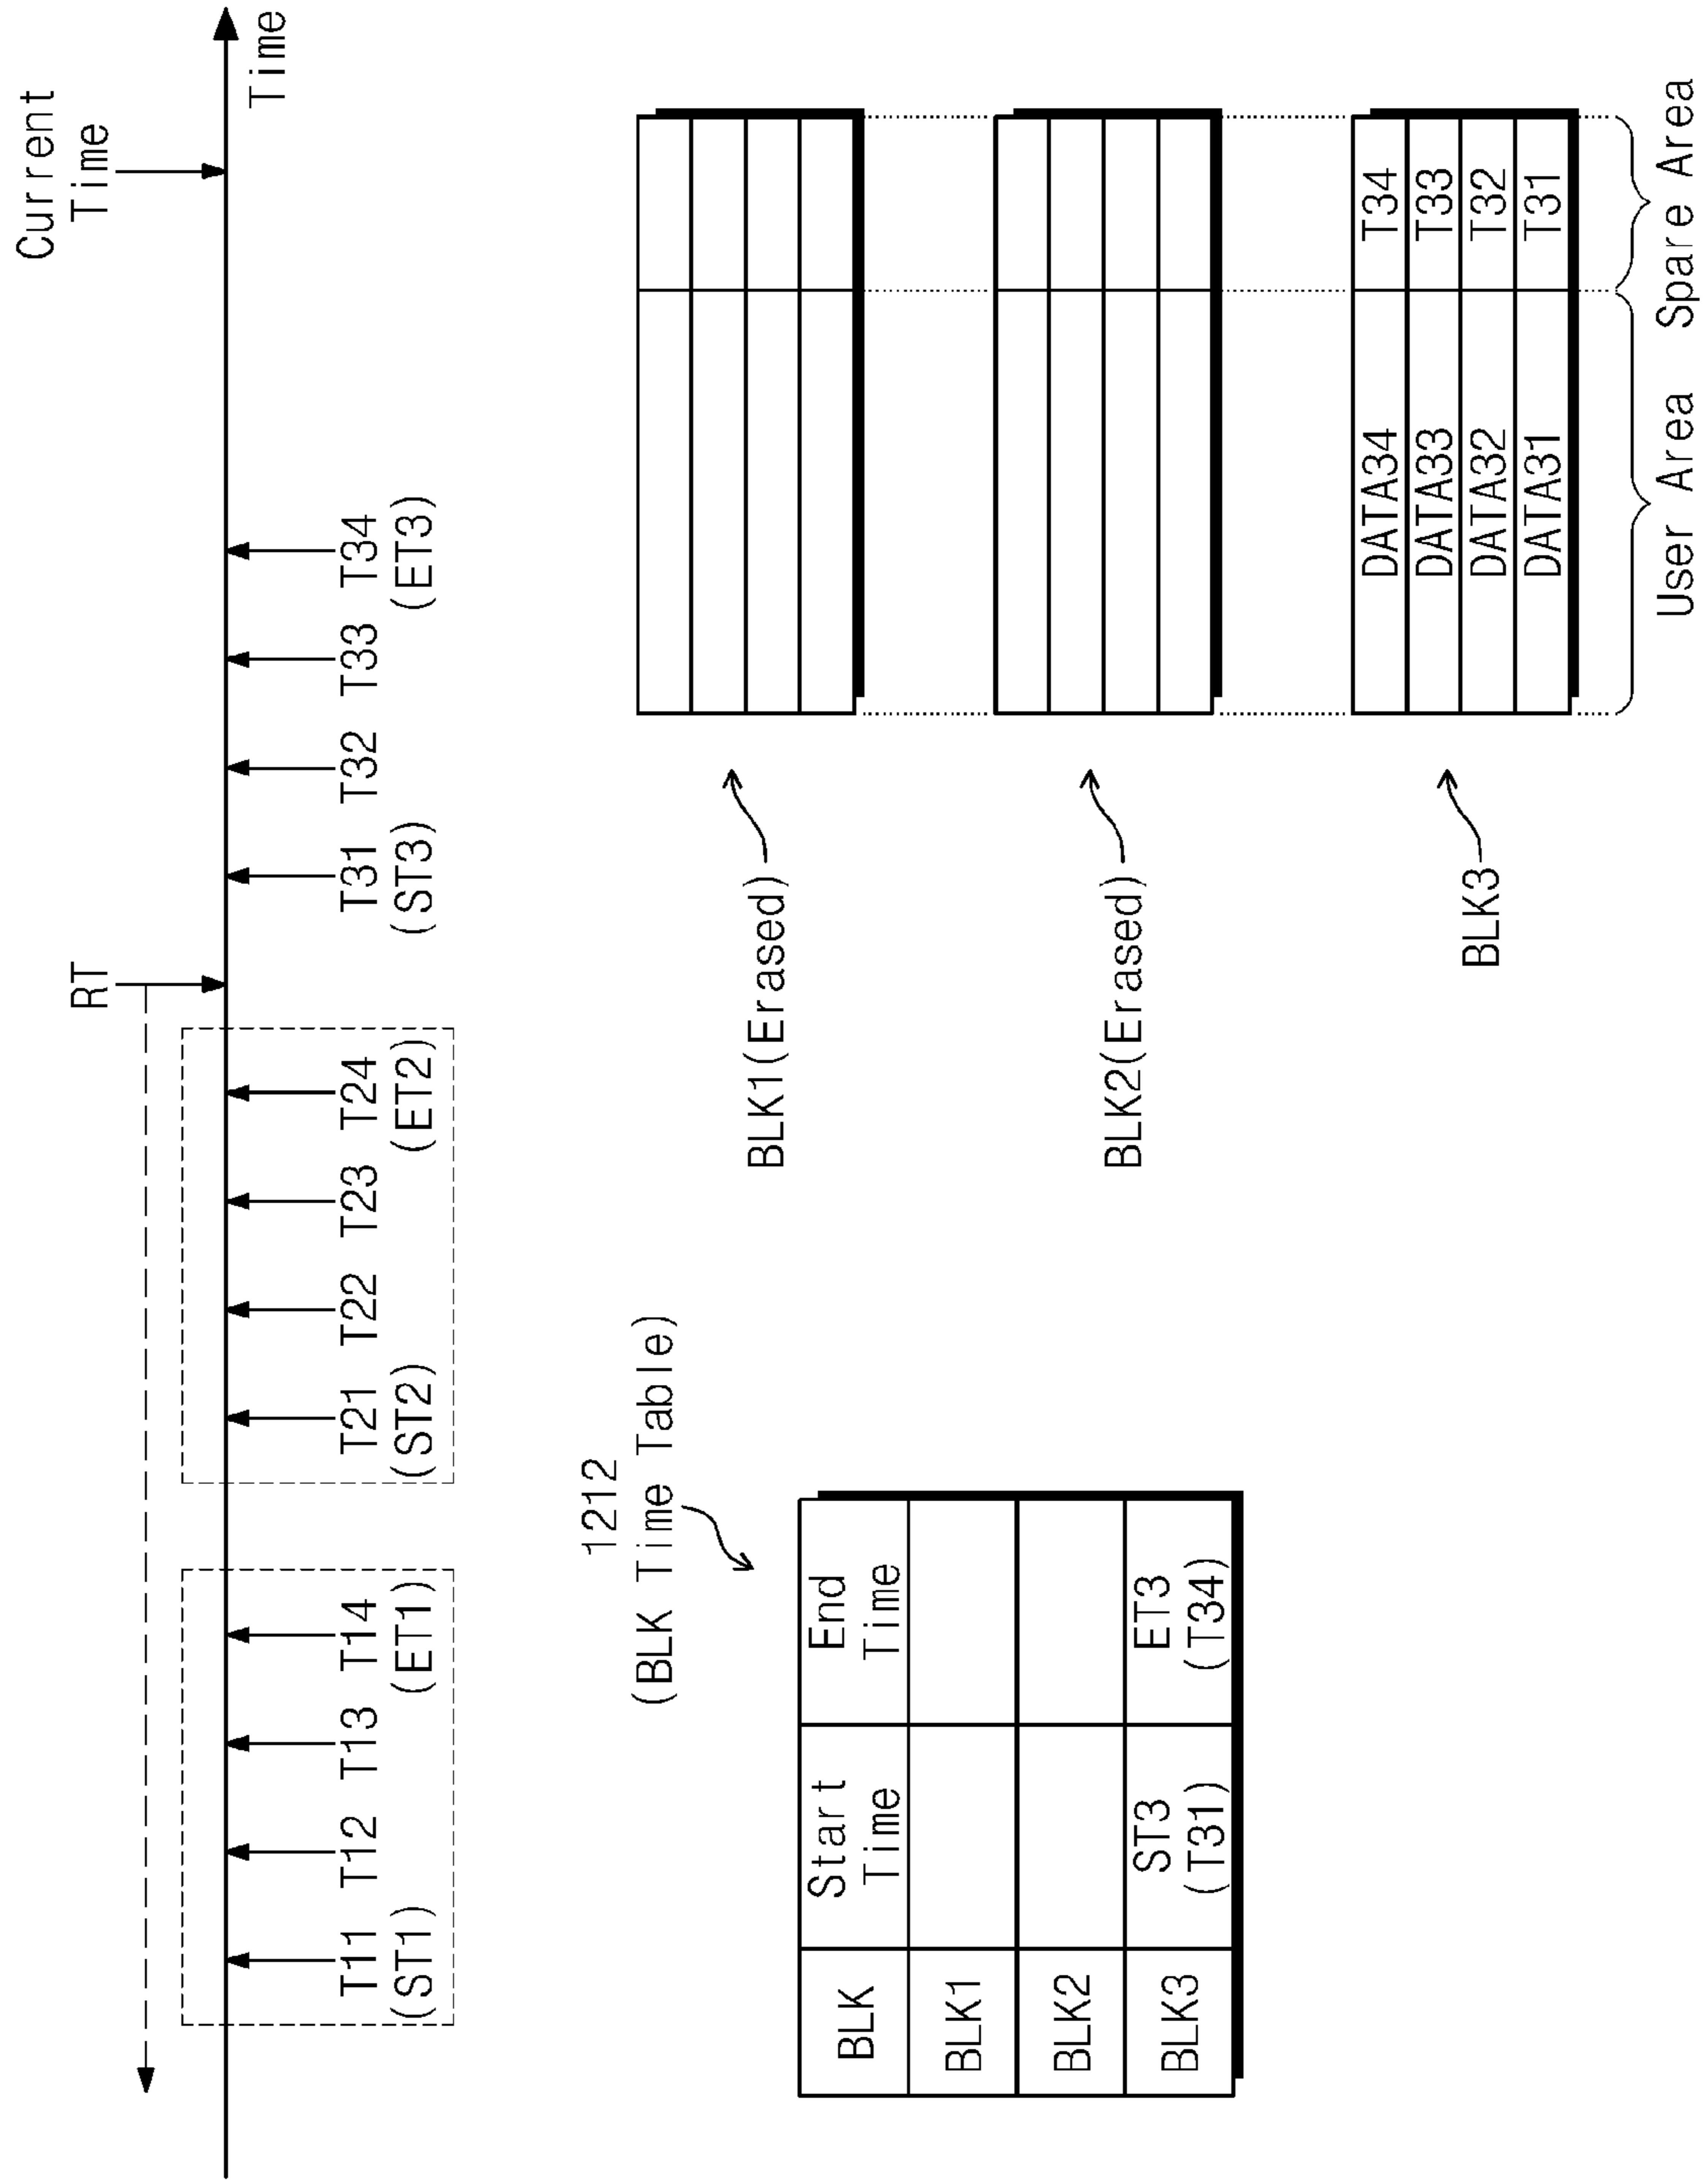 Current
Time
RT
Time
T11 T12 T13 T14 T21 T22 T23 T24 T31 T32 T33 T34
(ST1) (ET1) (ST2) (ET2) (ST3) (ET3)
1212
(BLK Time Table)
BLK Start Time End Time
BLK1
BLK2
BLK3 ST3 (T31) ET3 (T34)
BLK1(Erased)
BLK2(Erased)
BLK3
DATA34 T34
DATA33 T33
DATA32 T32
DATA31 T31
User Area Spare Area